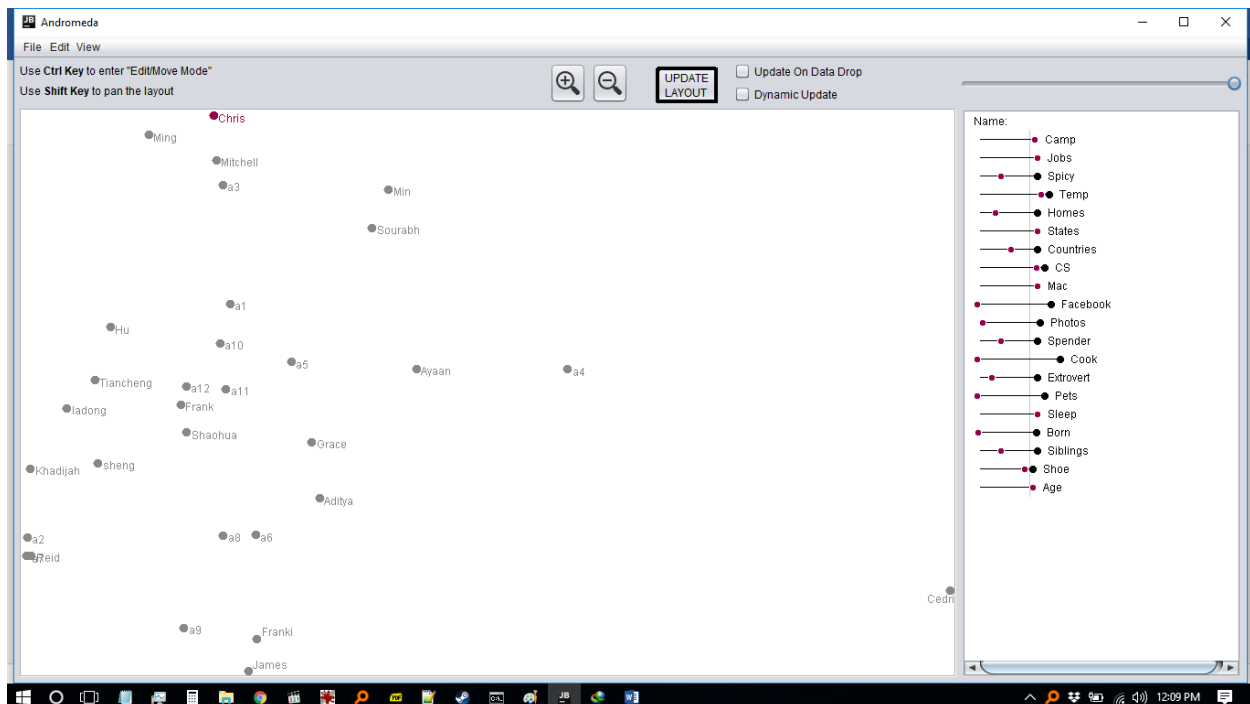 JB Andromeda
File Edit View
Use Ctrl Key to enter "Edit/Move Mode"
Use Shift Key to pan the layout
UPDATE
LAYOUT
Update On Data Drop
Dynamic Update
Chris
Ming
Mitchell
a3
Min
Sourabh
a1
Hu
a10
a5
Ayaan
a4
Tiancheng
a12
a11
ladong
Frank
Shaohua
Grace
sheng
Khadijah
Aditya
a2
a8
a6
Reid
Cedri
a9
Franki
James
Name:
Camp
Jobs
Spicy
Temp
Homes
States
Countries
CS
Mac
Facebook
Photos
Spender
Cook
Extrovert
Pets
Sleep
Born
Siblings
Shoe
Age
JB
12:09 PM